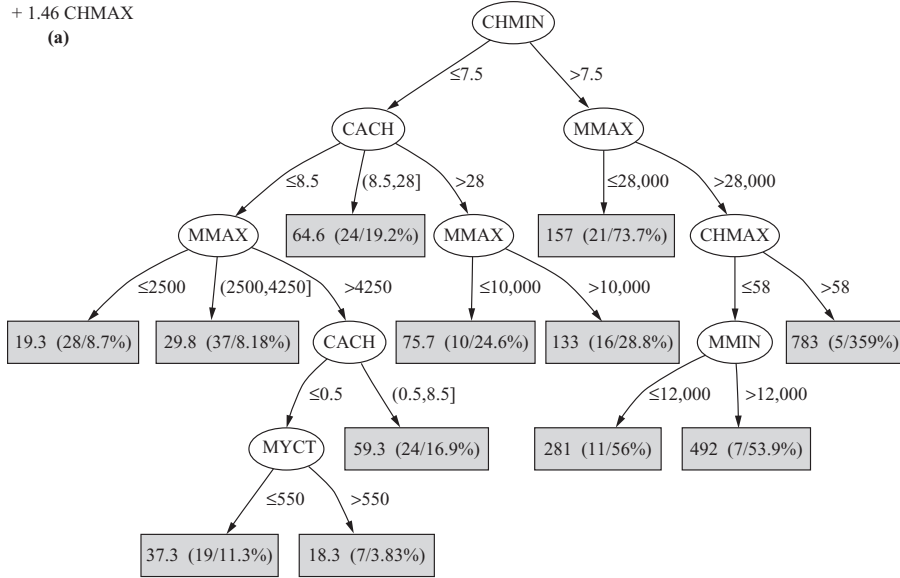 + 1.46 CHMAX
(a)
CHMIN
≤7.5
>7.5
CACH
MMAX
≤8.5
(8.5,28]
>28
≤28,000
>28,000
MMAX
64.6 (24/19.2%)
MMAX
157 (21/73.7%)
CHMAX
≤2500
(2500,4250]
>4250
≤10,000
>10,000
≤58
>58
19.3 (28/8.7%)
29.8 (37/8.18%)
CACH
75.7 (10/24.6%)
133 (16/28.8%)
MMIN
783 (5/359%)
≤0.5
(0.5,8.5]
≤12,000
>12,000
MYCT
59.3 (24/16.9%)
281 (11/56%)
492 (7/53.9%)
≤550
>550
37.3 (19/11.3%)
18.3 (7/3.83%)